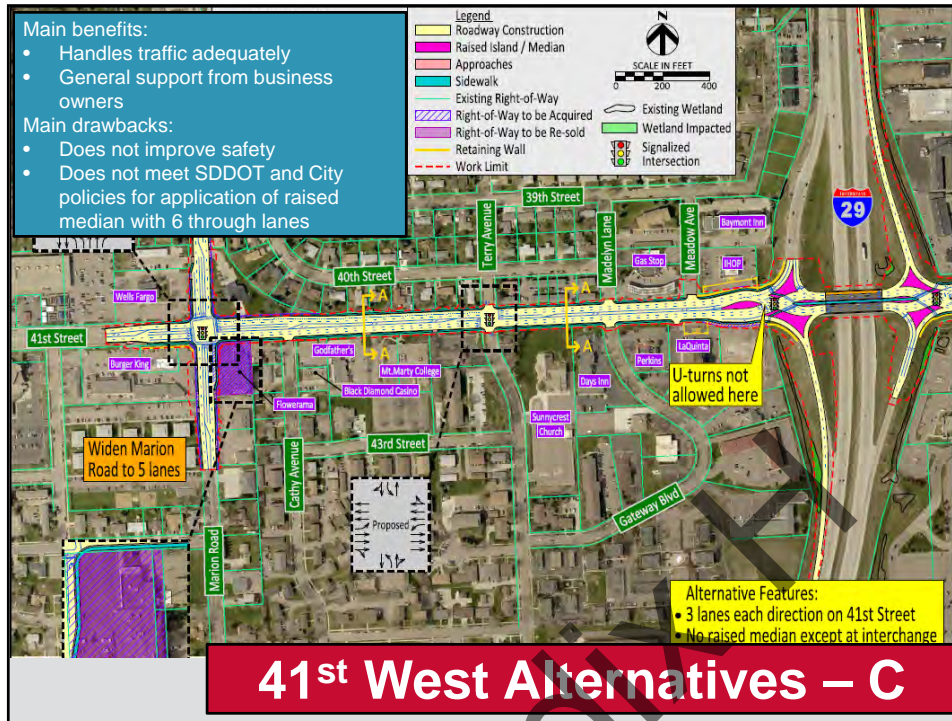 Main benefits:
• Handles traffic adequately
• General support from business
owners
Main drawbacks:
• Does not improve safety
• Does not meet SDDOT and City
policies for application of raised
median with 6 through lanes
Legend
Roadway Construction
Raised Island / Median
Approaches
Sidewalk
Existing Right-of-Way
Right-of-Way to be Acquired
Right-of-Way to be Re-sold
Retaining Wall
Work Limit
N
SCALE IN FEET
0 200 400
Existing Wetland
Wetland Impacted
Signalized
Intersection
39th Street
INTERSTATE
29
40th Street
Terry Avenue
Madelyn Lane
Meadow Ave
Baymont Inn
Gas Stop
IHOP
Wells Fargo
A
A
41st Street
Burger King
Godfather's
A
A
Mt.Marty College
Black Diamond Casino
Flowerama
Days Inn
Perkins
LaQuinta
U-turns not
allowed here
Sunnycrest
Church
Widen Marion
Road to 5 lanes
Cathy Avenue
43rd Street
Gateway Blvd
Proposed
Marion Road
Alternative Features:
• 3 lanes each direction on 41st Street
• No raised median except at interchange
41st West Alternatives – C